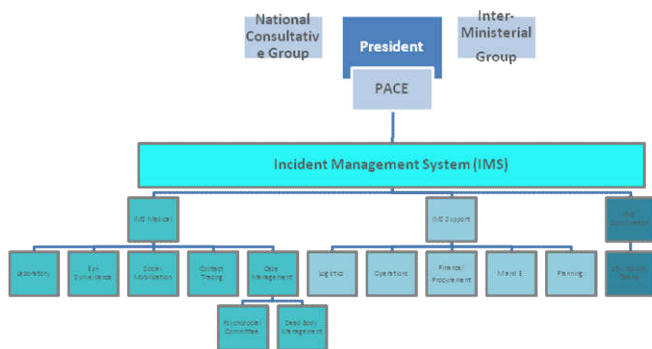 National
Consultativ
e Group
President
Inter-
Ministerial
Group
PACE
Incident Management System (IMS)
IMS Medical
IMS Support
IMS
Laboratory
Epi
Surveillance
Social
Mobilization
Contact
Tracing
Case
Management
Logistics
Operations
Finance/
Procurement
M and E
Planning
Psychosocial
Committee
Dead Body
Management